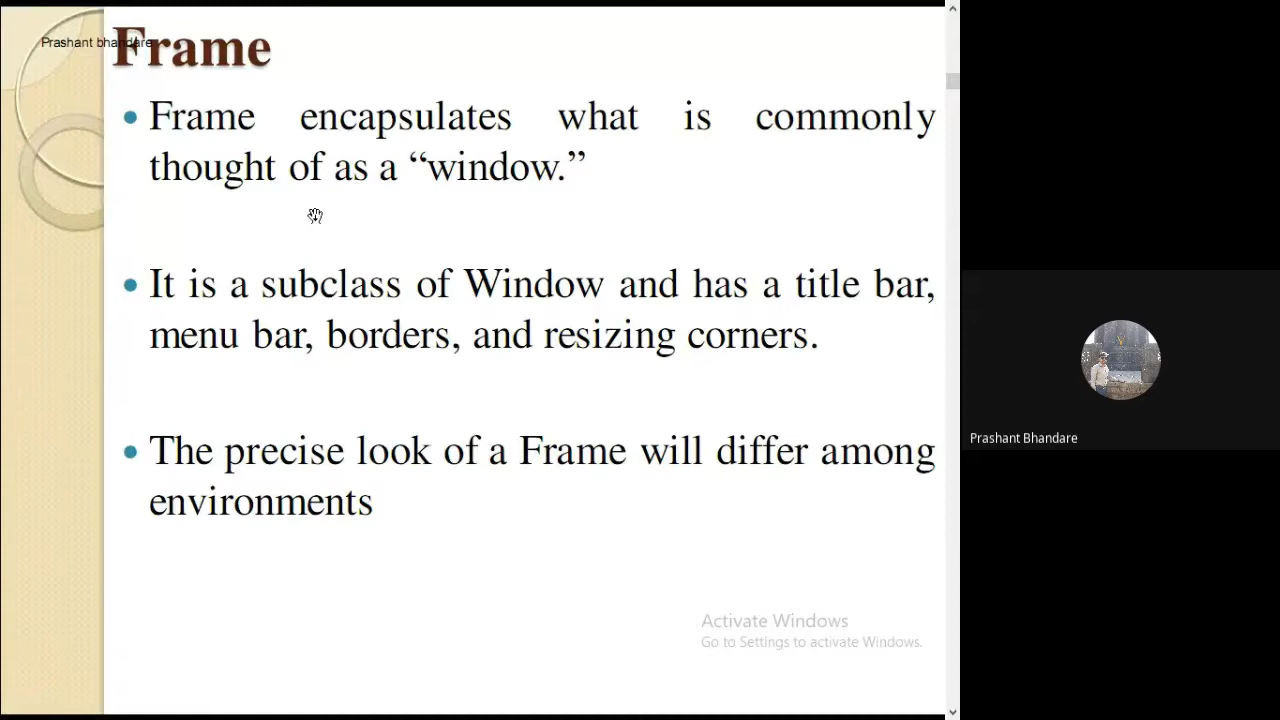 Prashant bhandare
Frame
• Frame encapsulates what is commonly
thought of as a “window.”
• It is a subclass of Window and has a title bar,
menu bar, borders, and resizing corners.
• The precise look of a Frame will differ among
environments
Activate Windows
Go to Settings to activate Windows.
Prashant Bhandare